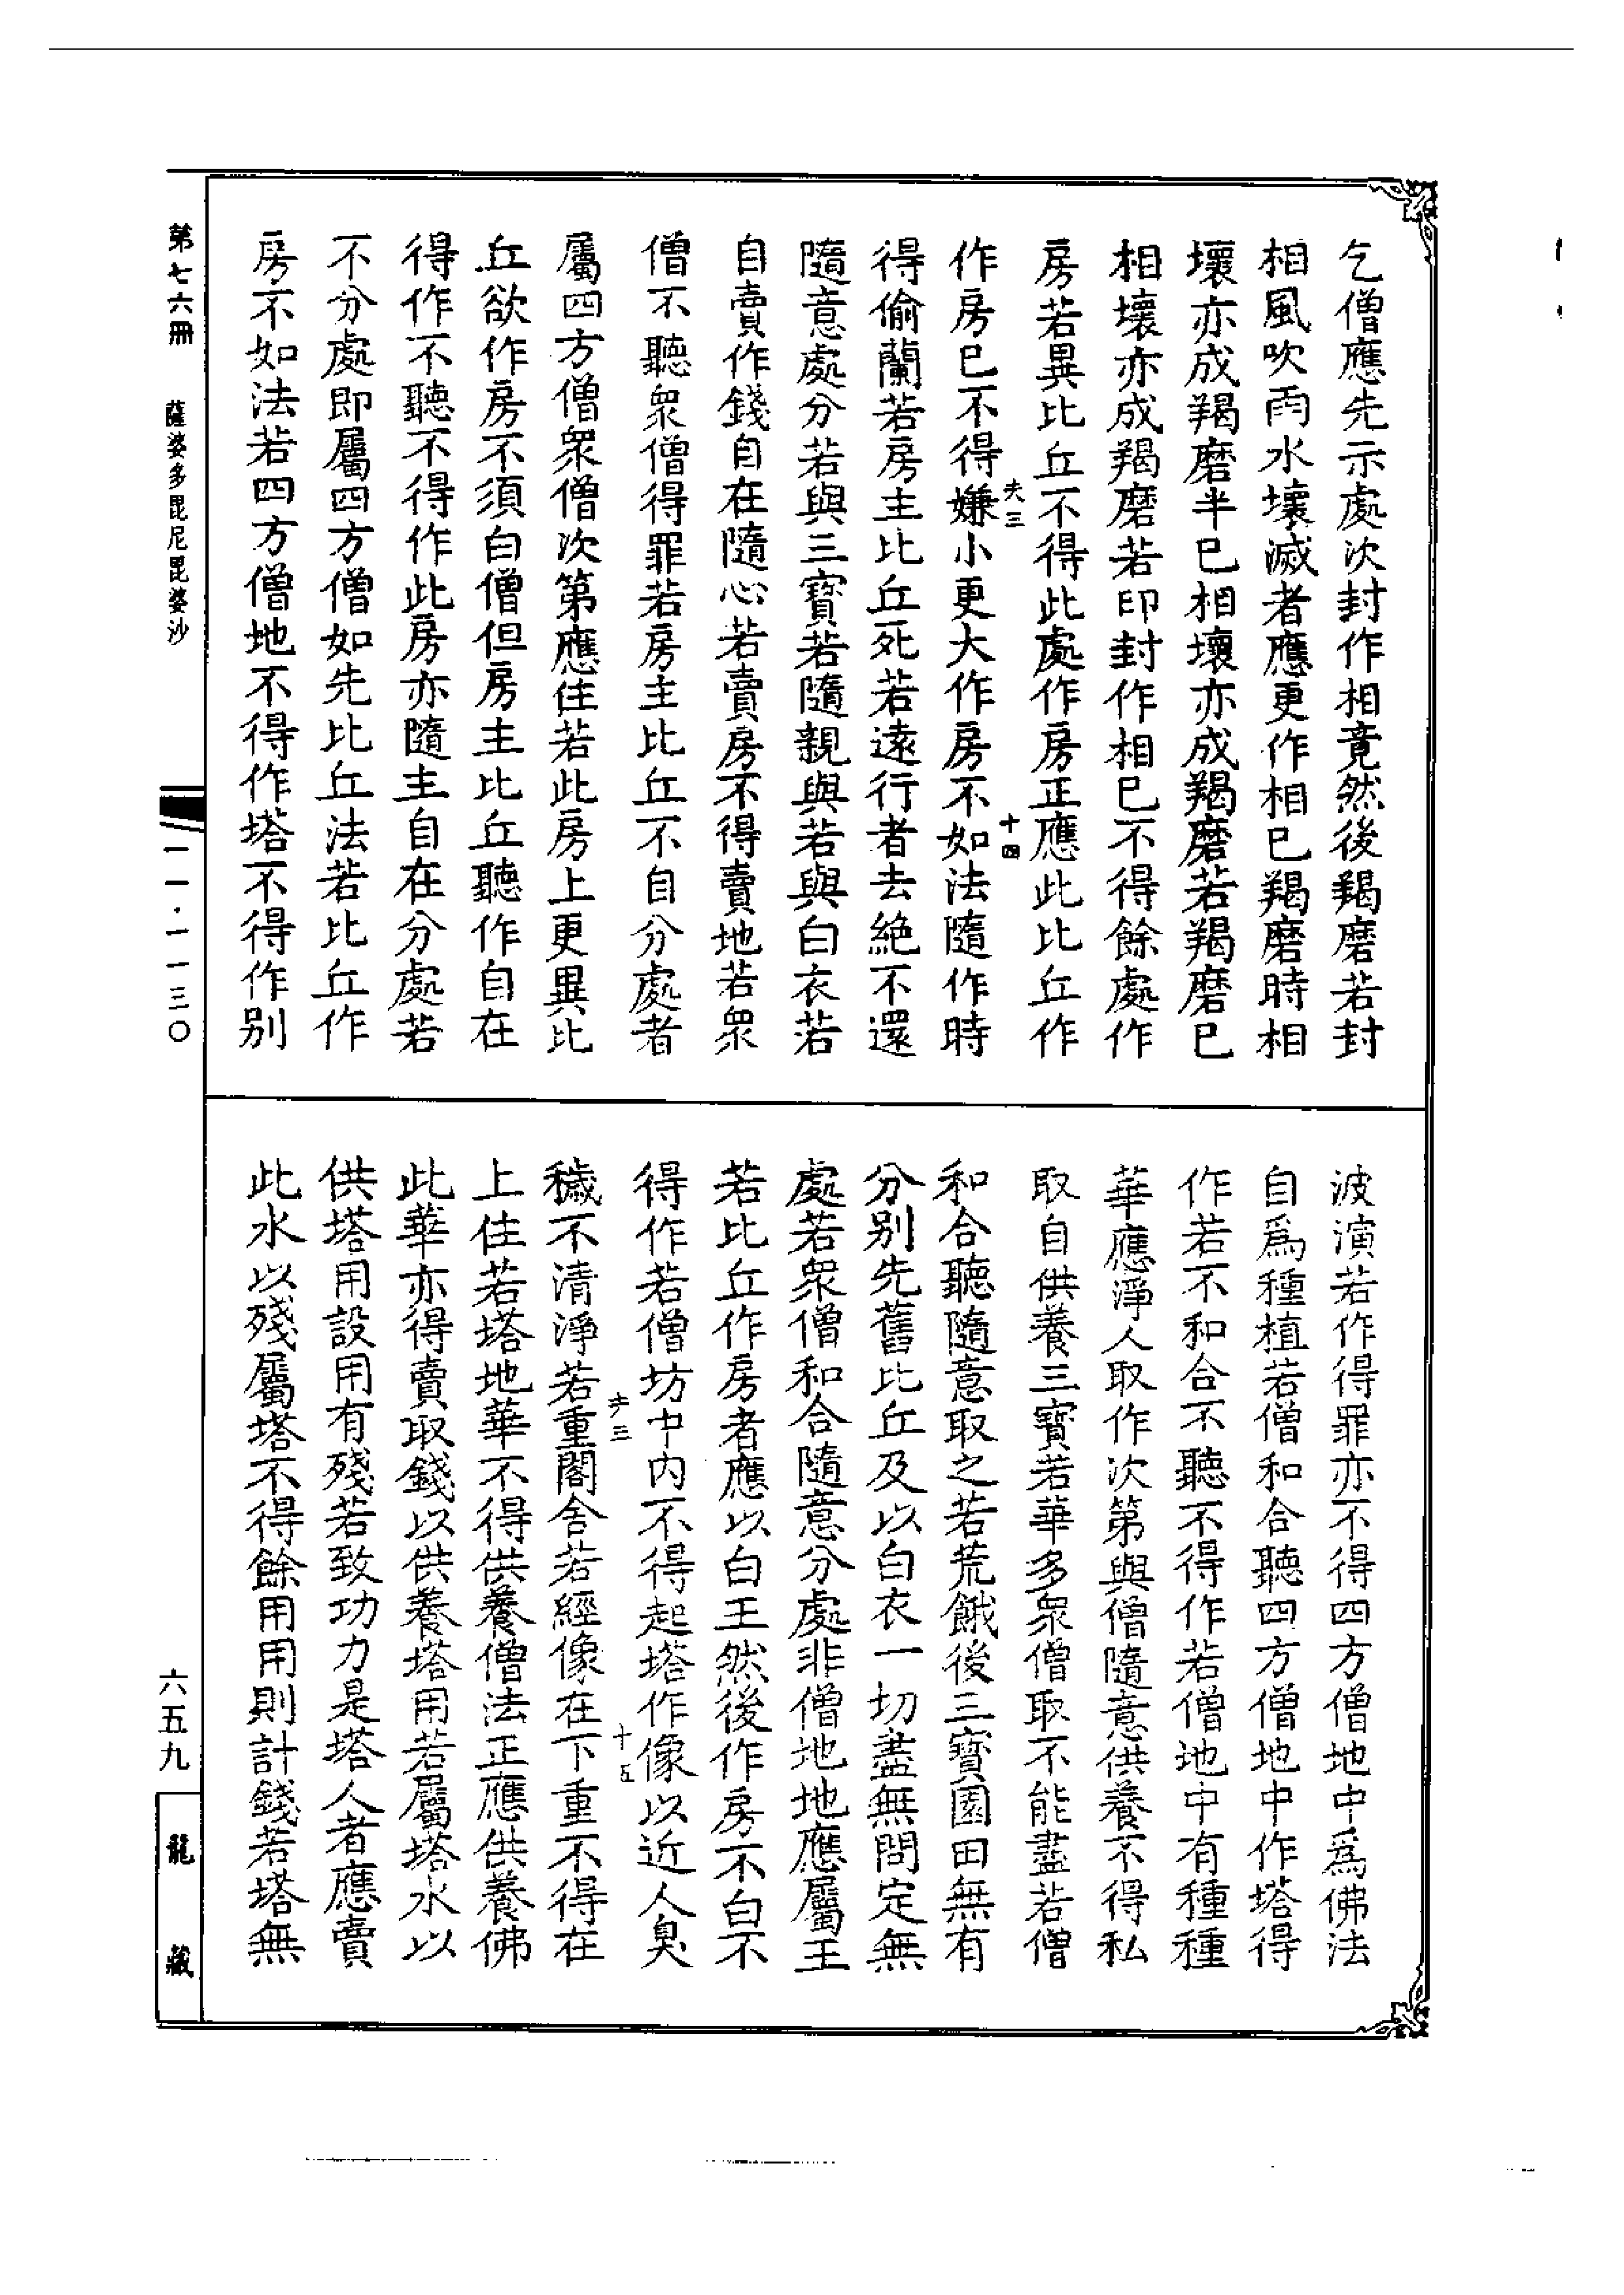 乞僧應先示處次封作相竟然後羯磨若封
相風吹雨水壞滅者應更作相已羯磨時相
壞亦成羯磨半已相壞亦成羯磨若羯磨已
相壞亦成羯磨若印封作相已不得餘處作
房若異比丘不得此處作房正應此比丘作
夫三
十四
作房已不得嫌小更大作房不如法隨作時
得偷蘭若房主比丘死若遠行者去絕不還
隨意處分若與三寶若隨親與若與白衣若
自賣作錢自在隨心若賣房不得賣地若眾
僧不聽眾僧得罪若房主比丘不自分處者
屬四方僧眾僧次第應住若此房上更異比
丘欲作房不須白僧但房主比丘聽作自在
得作不聽不得作此房亦隨主自在分處若
不分處即屬四方僧如先比丘法若比丘作
房不如法若四方僧地不得作塔不得作別
波演若作得罪亦不得四方僧地中為佛法
自為種植若僧和合聽四方僧地中作塔得
作若不和合不聽不得作若僧地中有種種
華應淨人取作次第與僧隨意供養不得私
取自供養三寶若華多眾僧取不能盡若僧
和合聽隨意取之若荒餓後三寶園田無有
分別先舊比丘及以白衣一切盡無問定無
處若眾僧和合隨意分處非僧地地應屬王
若比丘作房者應以白王然後作房不白不
得作若僧坊中內不得起塔作像以近人臭
夫三
十五
穢不清淨若重閣舍若經像在下重不得在
上住若塔地華不得供養僧法正應供養佛
此華亦得賣取錢以供養塔用若屬塔水以
供塔用設用有殘若致功力是塔人者應賣
此水以殘屬塔不得餘用用則計錢若塔無
第七六冊
薩婆多毘尼毘婆沙
一一·一一三〇
六五九
龍藏